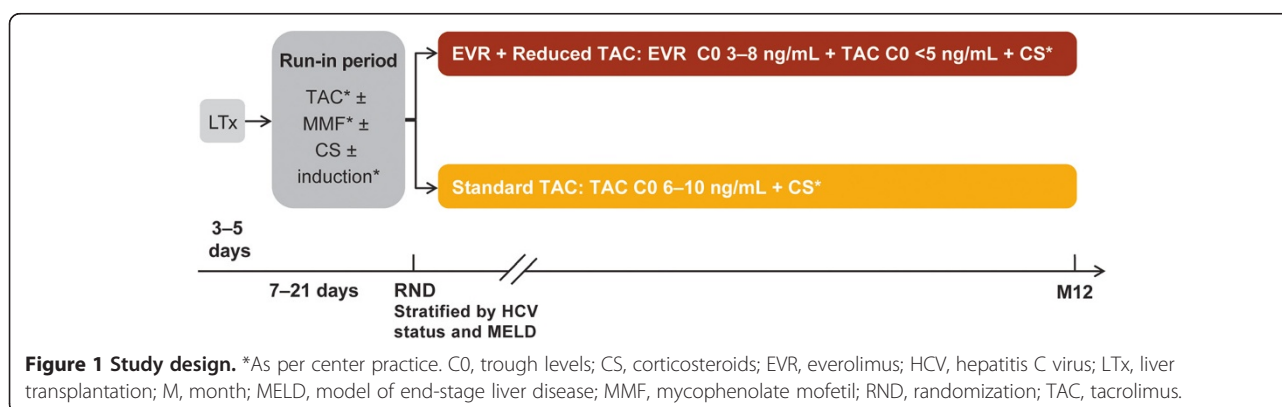 Run-in period
TAC* ±
MMF* ±
CS ±
induction*
LTx
EVR + Reduced TAC: EVR C0 3–8 ng/mL + TAC C0 <5 ng/mL + CS*
Standard TAC: TAC C0 6–10 ng/mL + CS*
3–5
days
7–21 days
RND
Stratified by HCV
status and MELD
M12
Figure 1 Study design. *As per center practice. C0, trough levels; CS, corticosteroids; EVR, everolimus; HCV, hepatitis C virus; LTx, liver
transplantation; M, month; MELD, model of end-stage liver disease; MMF, mycophenolate mofetil; RND, randomization; TAC, tacrolimus.